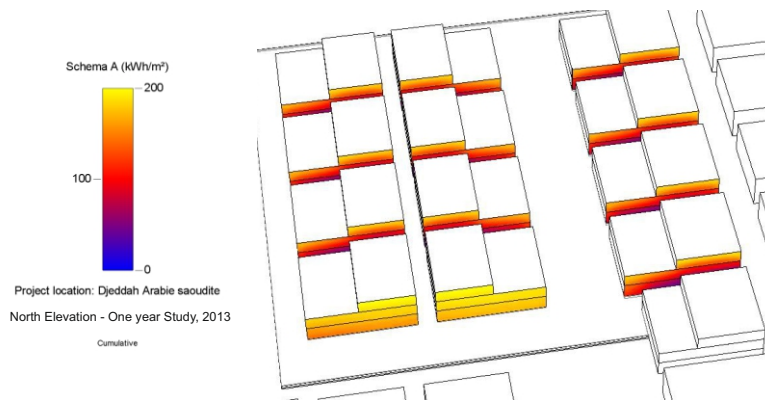 Schema A (kWh/m²)
200
100
0
Project location: Djeddah Arabie saoudite
North Elevation - One year Study, 2013
Cumulative